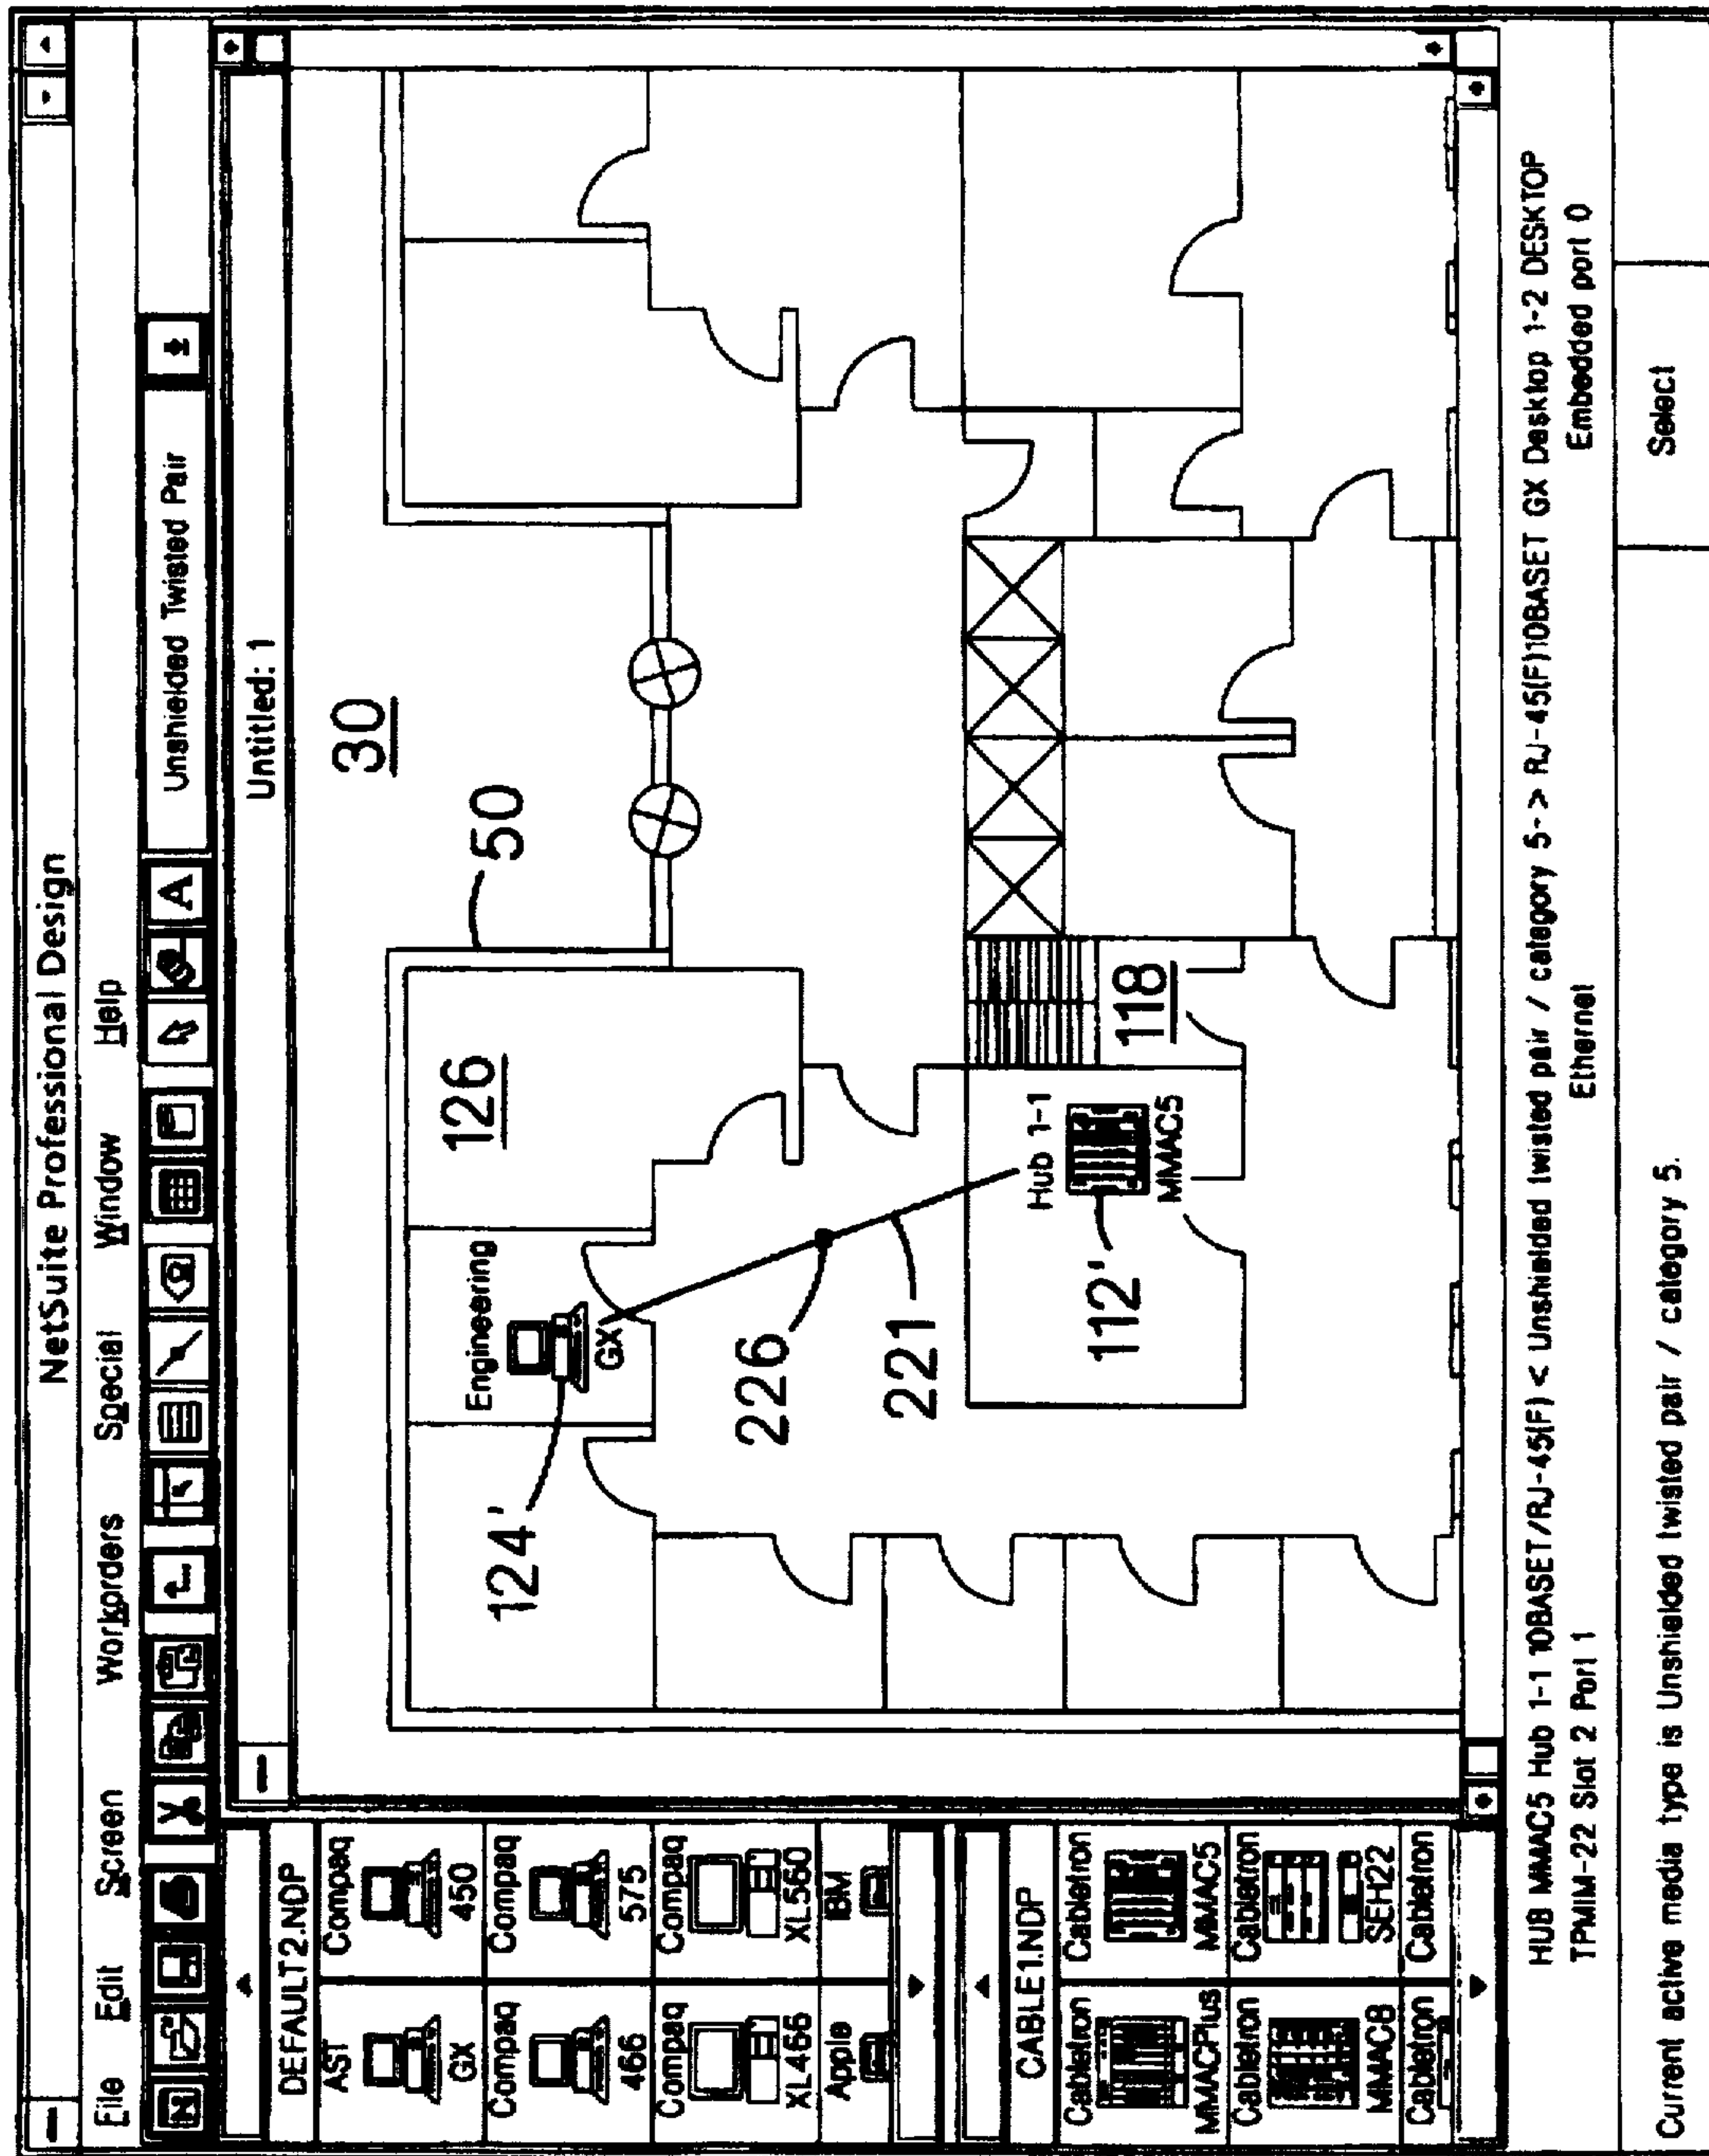 NetSuite Professional Design
File Edit Screen Workorders Special Window Help
Unshielded Twisted Pair
DEFAULT2.NDP
AST Compaq
GX 450
Compaq Compaq
466 575
Compaq Compaq
XL466 XL560
Apple IBM
CABLE1.NDP
Cabletron Cabletron
MMACPlus MMAC5
Cabletron Cabletron
MMAC8 SEH22
Cabletron Cabletron
Untitled: 1
30
50
126
Engineering
GX
124'
226
221
Hub 1-1
MMAC5
112'
118
HUB MMAC5 Hub 1-1 10BASET/RJ-45(F) < Unshielded twisted pair / category 5- > RJ-45(F)10BASET GX Desktop 1-2 DESKTOP
TPMIM-22 Slot 2 Port 1 Ethernet Embedded port 0
Select
Current active media type is Unshielded twisted pair / category 5.